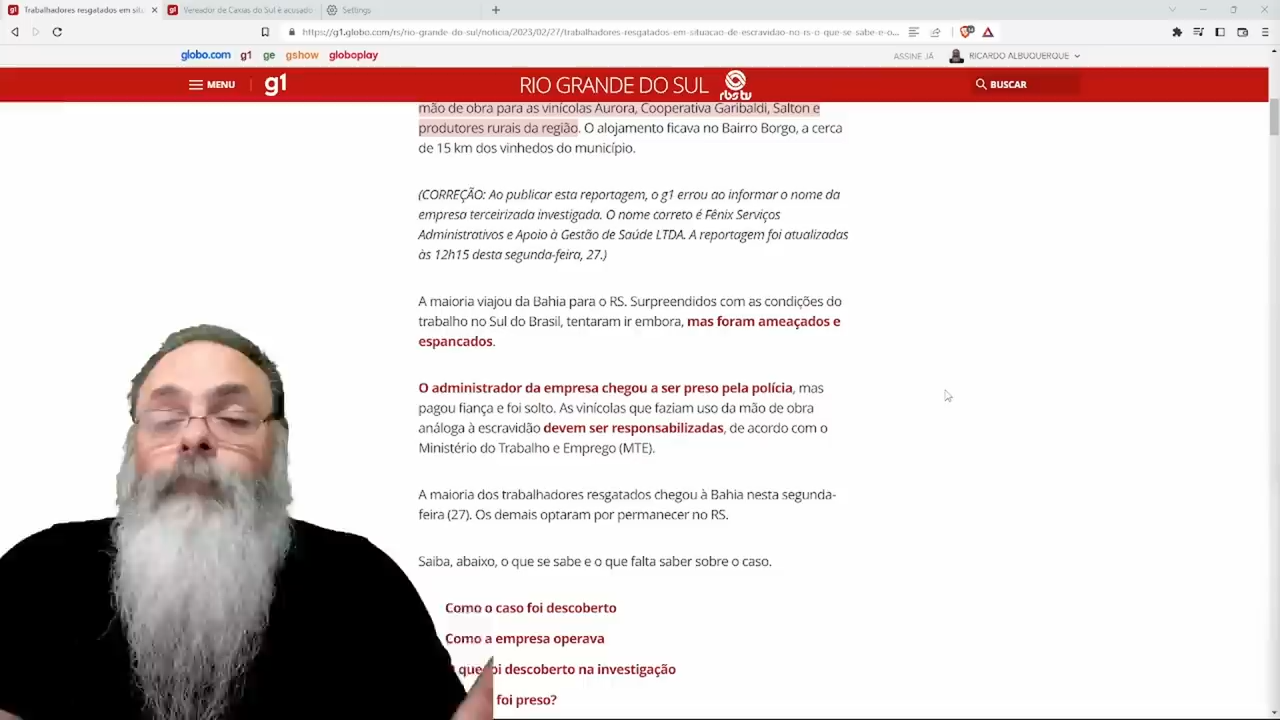 Trabalhadores resgatados em situ
Vereador de Caxias do Sul é acusado
Settings
https://g1.globo.com/rs/rio-grande-do-sul/noticia/2023/02/27/trabalhadores-resgatados-em-situacao-de-escravidao-no-rs-o-que-se-sabe-e-o...
globo.com g1 ge gshow globoplay
ASSINE JÁ
RICARDO ALBUQUERQUE
MENU
g1
RIO GRANDE DO SUL
rbs tv
BUSCAR
mão de obra para as vinícolas Aurora, Cooperativa Garibaldi, Salton e
produtores rurais da região. O alojamento ficava no Bairro Borgo, a cerca
de 15 km dos vinhedos do município.
(CORREÇÃO: Ao publicar esta reportagem, o g1 errou ao informar o nome da
empresa terceirizada investigada. O nome correto é Fênix Serviços
Administrativos e Apoio à Gestão de Saúde LTDA. A reportagem foi atualizadas
às 12h15 desta segunda-feira, 27.)
A maioria viajou da Bahia para o RS. Surpreendidos com as condições do
trabalho no Sul do Brasil, tentaram ir embora, mas foram ameaçados e
espancados.
O administrador da empresa chegou a ser preso pela polícia, mas
pagou fiança e foi solto. As vinícolas que faziam uso da mão de obra
análoga à escravidão devem ser responsabilizadas, de acordo com o
Ministério do Trabalho e Emprego (MTE).
A maioria dos trabalhadores resgatados chegou à Bahia nesta segunda-
feira (27). Os demais optaram por permanecer no RS.
Saiba, abaixo, o que se sabe e o que falta saber sobre o caso.
Como o caso foi descoberto
Como a empresa operava
que foi descoberto na investigação
foi preso?